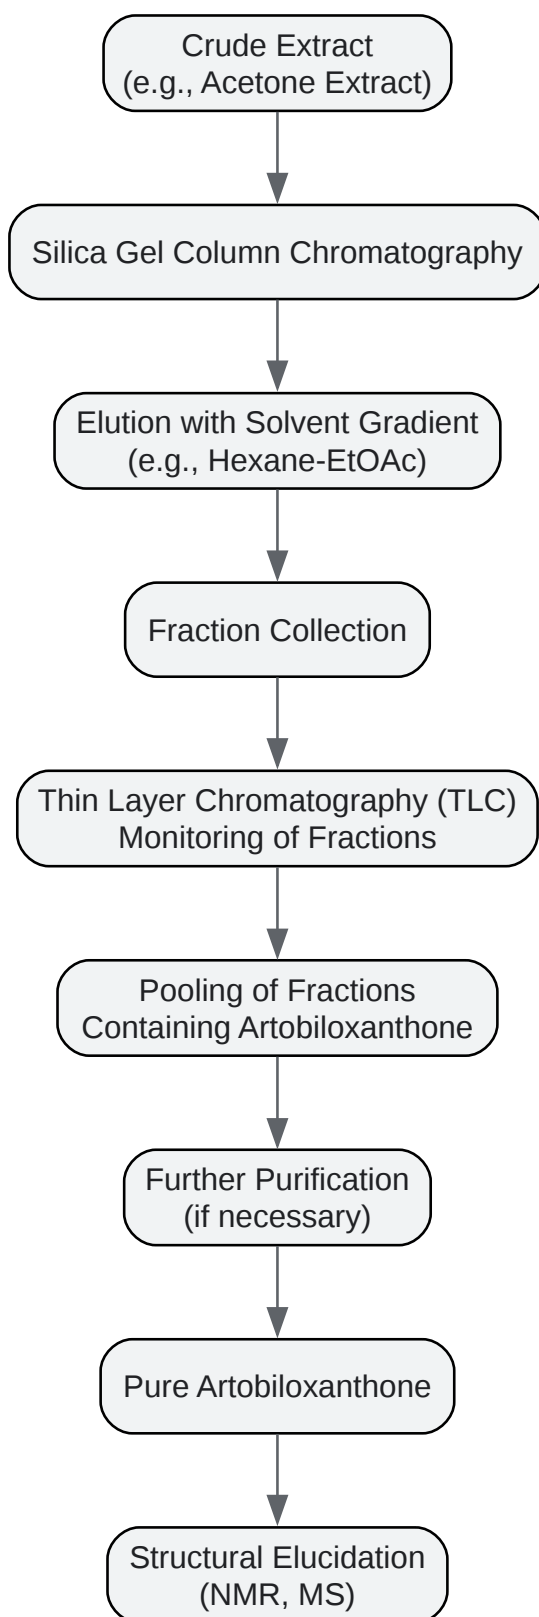 Crude Extract
(e.g., Acetone Extract)
Silica Gel Column Chromatography
Elution with Solvent Gradient
(e.g., Hexane-EtOAc)
Fraction Collection
Thin Layer Chromatography (TLC)
Monitoring of Fractions
Pooling of Fractions
Containing Artobiloxanthone
Further Purification
(if necessary)
Pure Artobiloxanthone
Structural Elucidation
(NMR, MS)